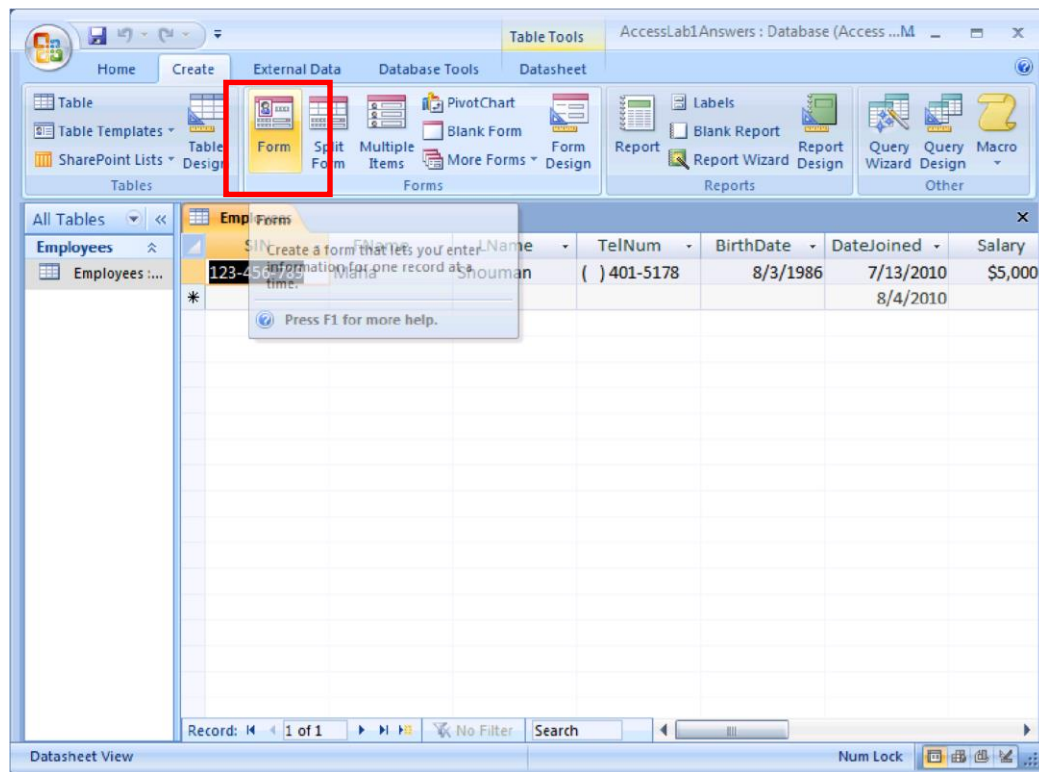 Table Tools
AccessLab1Answers : Database (Access ...M
Home Create External Data Database Tools Datasheet
Table
Table Templates
SharePoint Lists
Table Design
Tables
Form
Split Form
Multiple Items
PivotChart
Blank Form
More Forms
Form Design
Forms
Report
Labels
Blank Report
Report Wizard
Report Design
Reports
Query Wizard
Query Design
Macro
Other
All Tables
Employees
Employees :...
Employees
SIN FName LName TelNum BirthDate DateJoined Salary
123-456-789 Maria Shouman ( ) 401-5178 8/3/1986 7/13/2010 $5,000
8/4/2010
Form
Create a form that lets you enter
information for one record at a
time.
Press F1 for more help.
Record: 1 of 1 No Filter Search
Datasheet View Num Lock